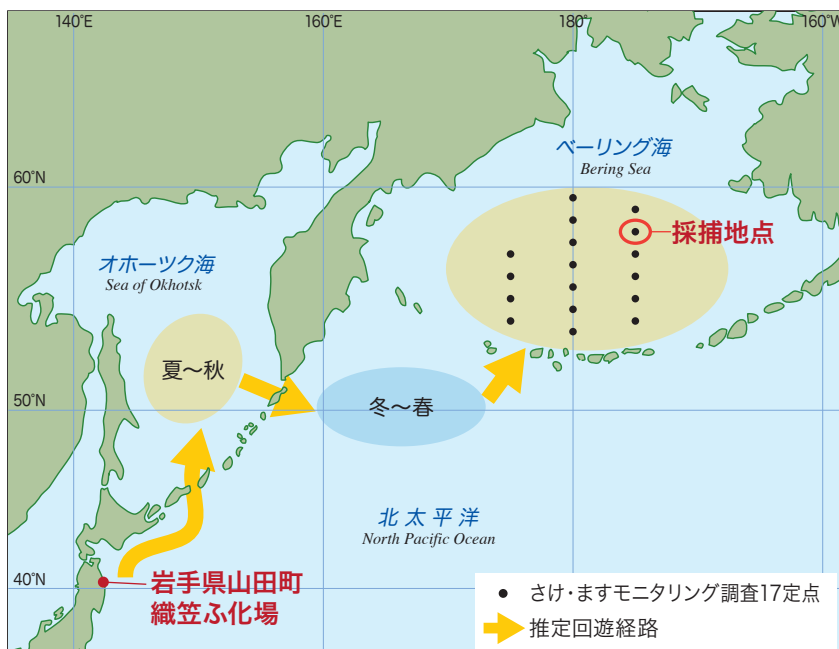 140°E
160°E
180°
160°W
ベーリング海
Bering Sea
60°N
採捕地点
オホーツク海
Sea of Okhotsk
夏〜秋
冬〜春
50°N
北太平洋
North Pacific Ocean
40°N
岩手県山田町
織笠ふ化場
さけ・ますモニタリング調査17定点
推定回遊経路